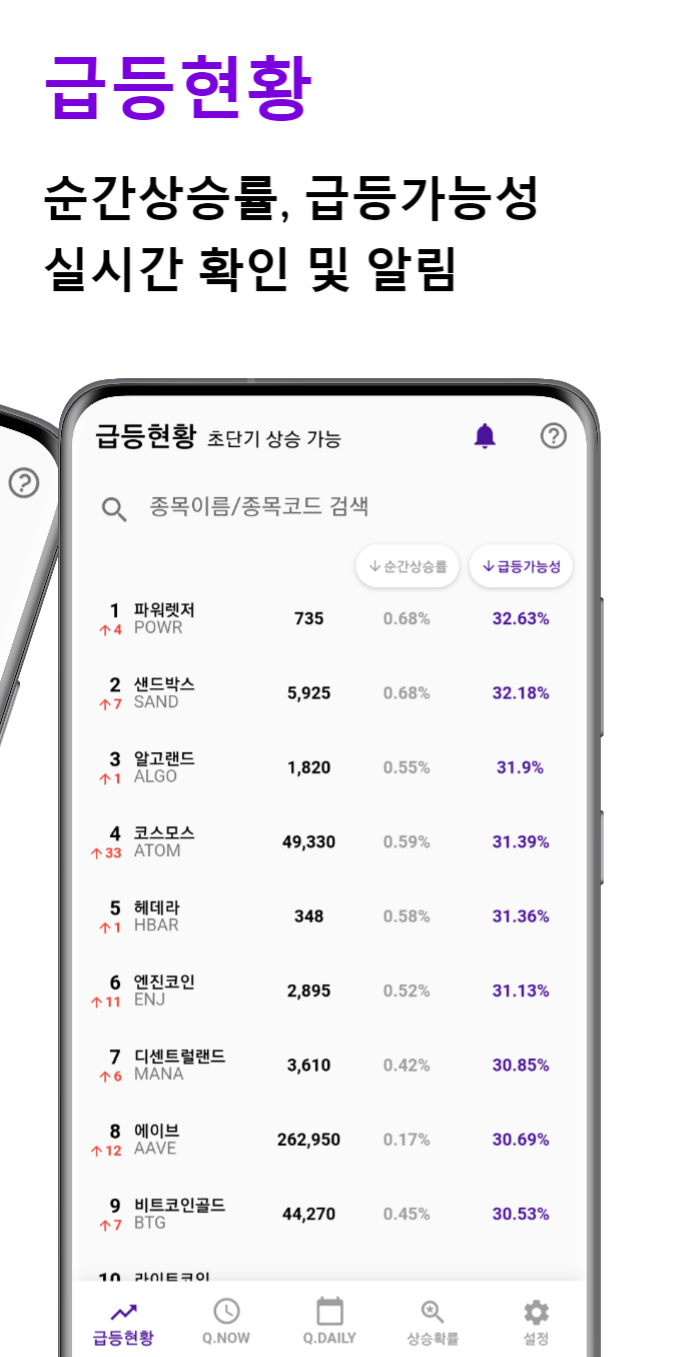 급등현황
순간상승률, 급등가능성
실시간 확인 및 알림
급등현황 초단기 상승 가능
종목이름/종목코드 검색
↓순간상승률 ↓급등가능성
1 파워렛저 735 0.68% 32.63%
↑4 POWR
2 샌드박스 5,925 0.68% 32.18%
↑7 SAND
3 알고랜드 1,820 0.55% 31.9%
↑1 ALGO
4 코스모스 49,330 0.59% 31.39%
↑33 ATOM
5 헤데라 348 0.58% 31.36%
↑1 HBAR
6 엔진코인 2,895 0.52% 31.13%
↑11 ENJ
7 디센트럴랜드 3,610 0.42% 30.85%
↑6 MANA
8 에이브 262,950 0.17% 30.69%
↑12 AAVE
9 비트코인골드 44,270 0.45% 30.53%
↑7 BTG
10 라이트코인
급등현황 Q.NOW Q.DAILY 상승확률 설정